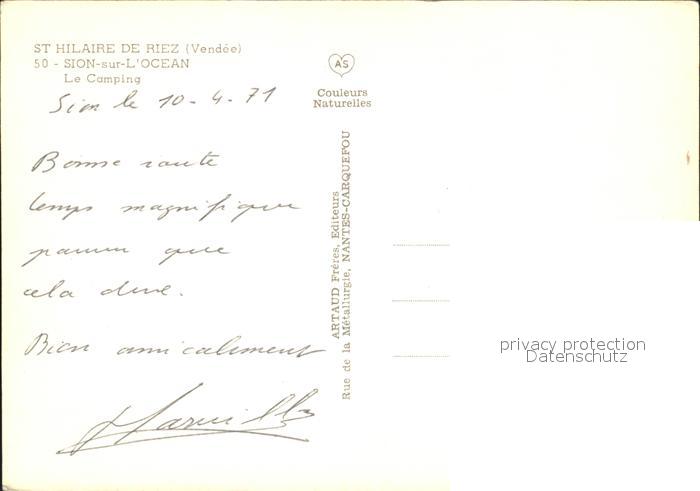 ST HILAIRE DE RIEZ (Vendée)
50 - SION-sur-L'OCEAN
Le Camping
Sion le 10-4-71
Bonne route
temps magnifique
pourvu que
cela dure.
Bien amicalement
AS
Couleurs
Naturelles
ARTAUD Frères, Editeurs
Rue de la Métallurgie, NANTES-CARQUEFOU
privacy protection
Datenschutz